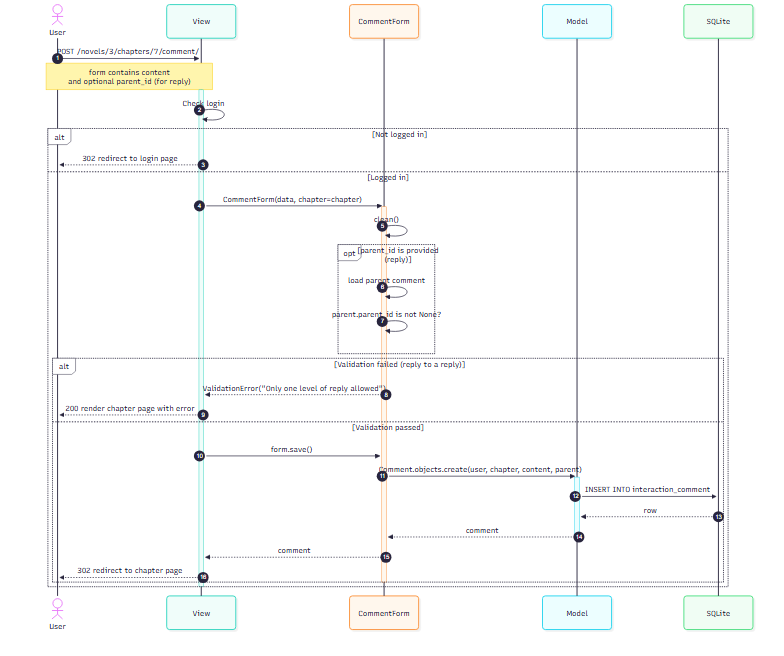 User
View
CommentForm
Model
SQLite
1
POST /novels/3/chapters/7/comment/
form contains content
and optional parent_id (for reply)
Check login
2
alt
[Not logged in]
302 redirect to login page
3
[Logged in]
4
CommentForm(data, chapter=chapter)
clean()
5
opt
[parent_id is provided
(reply)]
load parent comment
6
parent.parent_id is not None?
7
alt
[Validation failed (reply to a reply)]
ValidationError("Only one level of reply allowed")
8
200 render chapter page with error
9
[Validation passed]
10
form.save()
11
Comment.objects.create(user, chapter, content, parent)
12
INSERT INTO interaction_comment
row
13
comment
14
comment
15
302 redirect to chapter page
16
User
View
CommentForm
Model
SQLite